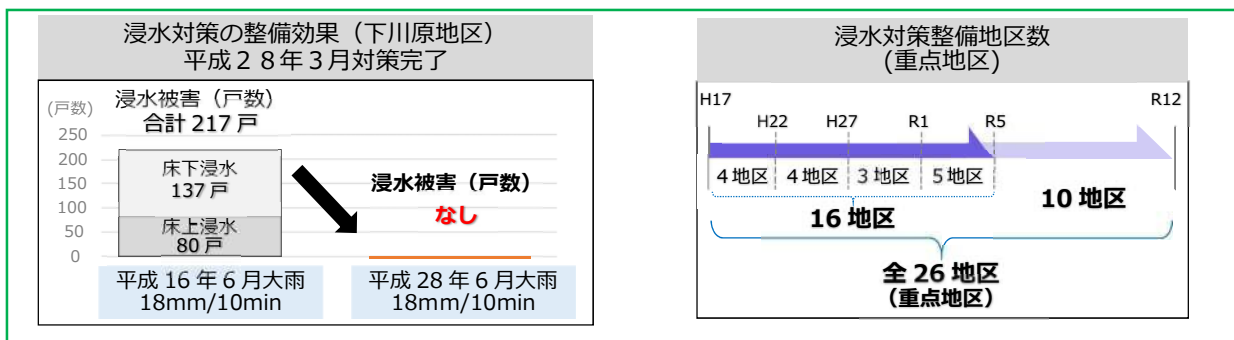 浸水対策の整備効果（下川原地区）
平成２８年３月対策完了
(戸数)
浸水被害（戸数）
合計 217 戸
250
200
150
100
50
0
床下浸水
137 戸
床上浸水
80 戸
浸水被害（戸数）
なし
平成 16 年 6 月大雨
18mm/10min
平成 28 年 6 月大雨
18mm/10min
浸水対策整備地区数
(重点地区)
H17
R12
H22
H27
R1
R5
4 地区
4 地区
3 地区
5 地区
16 地区
10 地区
全 26 地区
（重点地区）